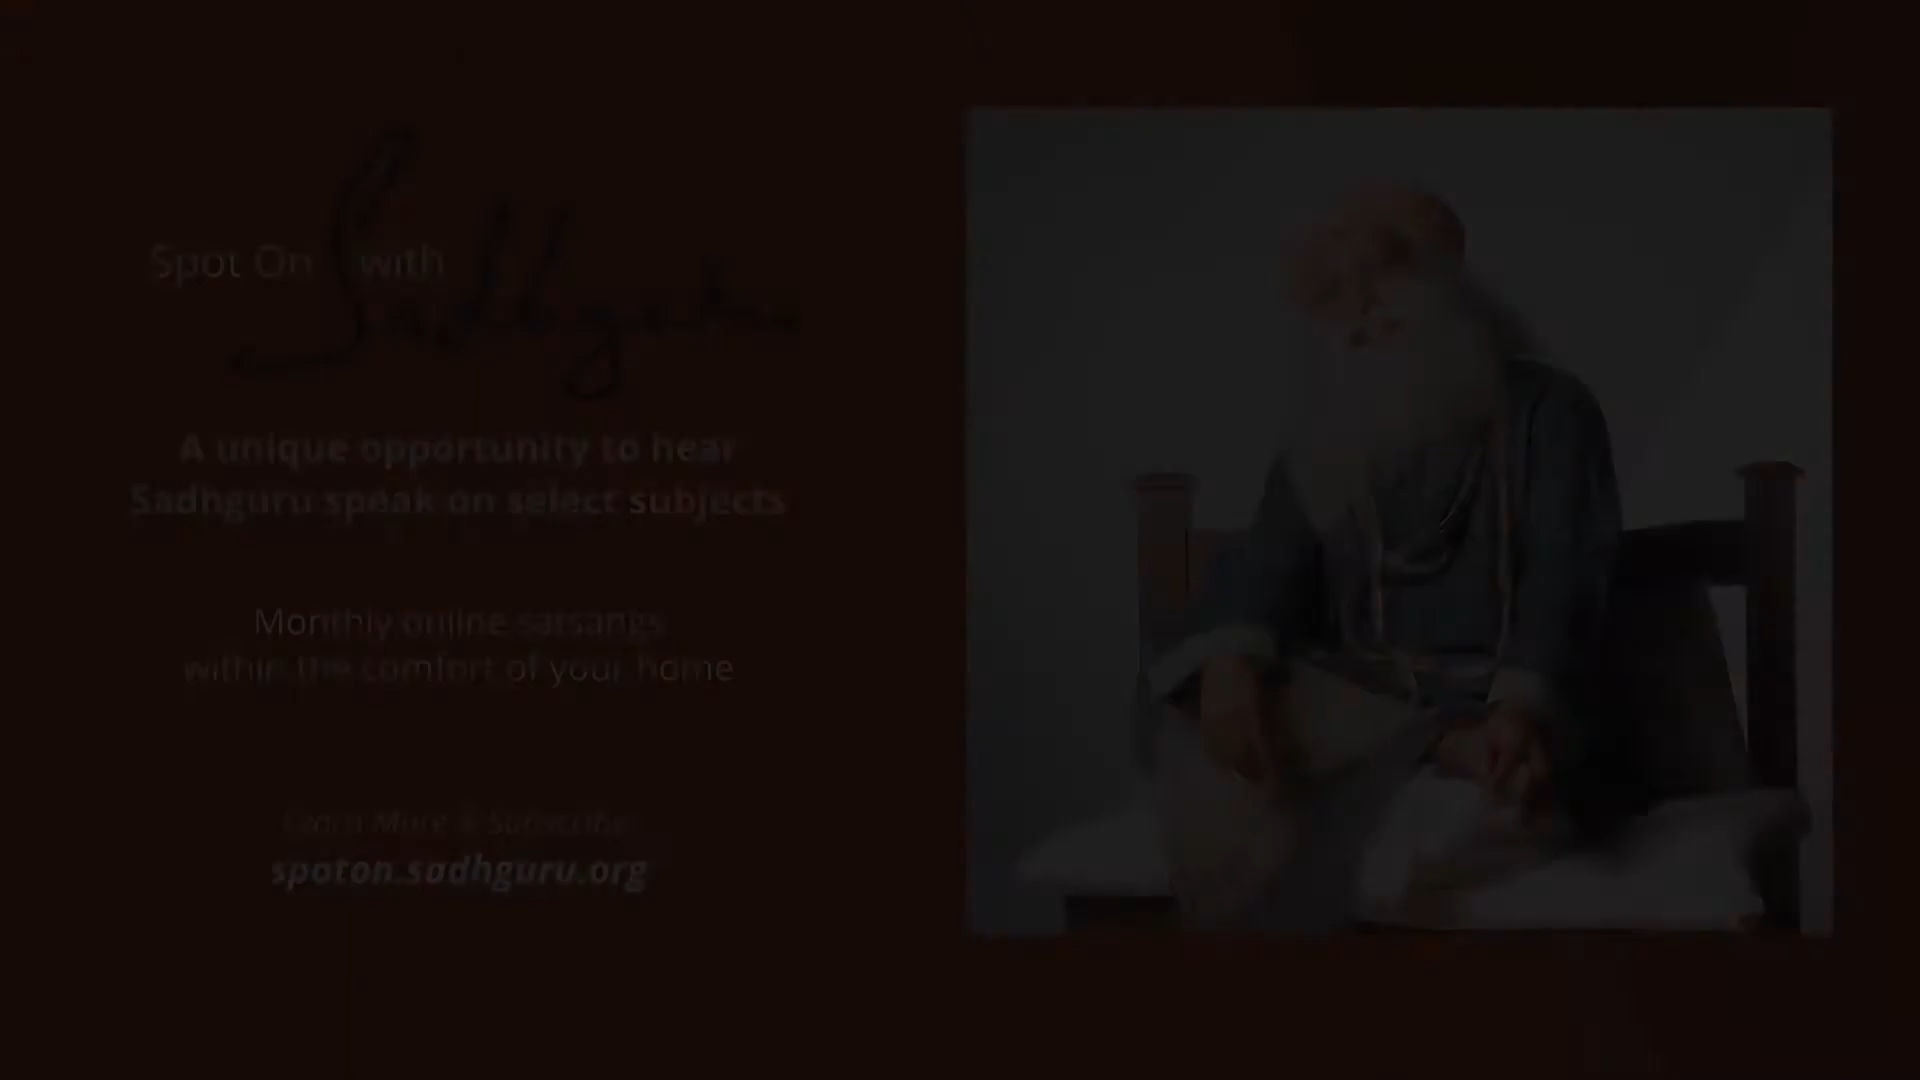 Spot On with
Sadhguru
A unique opportunity to hear
Sadhguru speak on select subjects
Monthly online satsangs
within the comfort of your home
Learn More & Subscribe
spoton.sadhguru.org